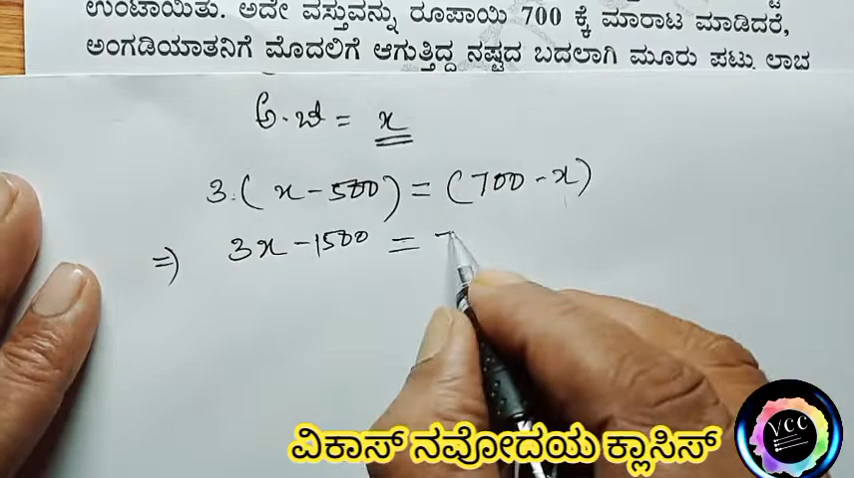 ಉಂಟಾಯಿತು. ಅದೇ ವಸ್ತುವನ್ನು ರೂಪಾಯಿ 700 ಕ್ಕೆ ಮಾರಾಟ ಮಾಡಿದರೆ,
ಅಂಗಡಿಯಾತನಿಗೆ ಮೊದಲಿಗೆ ಆಗುತ್ತಿದ್ದ ನಷ್ಟದ ಬದಲಾಗಿ ಮೂರು ಪಟ್ಟು ಲಾಭ
ಅ.ಬೆ = x
3.(x-500) = (700-x)
⇒ 3x-1500 =
ವಿಕಾಸ್ ನವೋದಯ ಕ್ಲಾಸಿಸ್
VCC